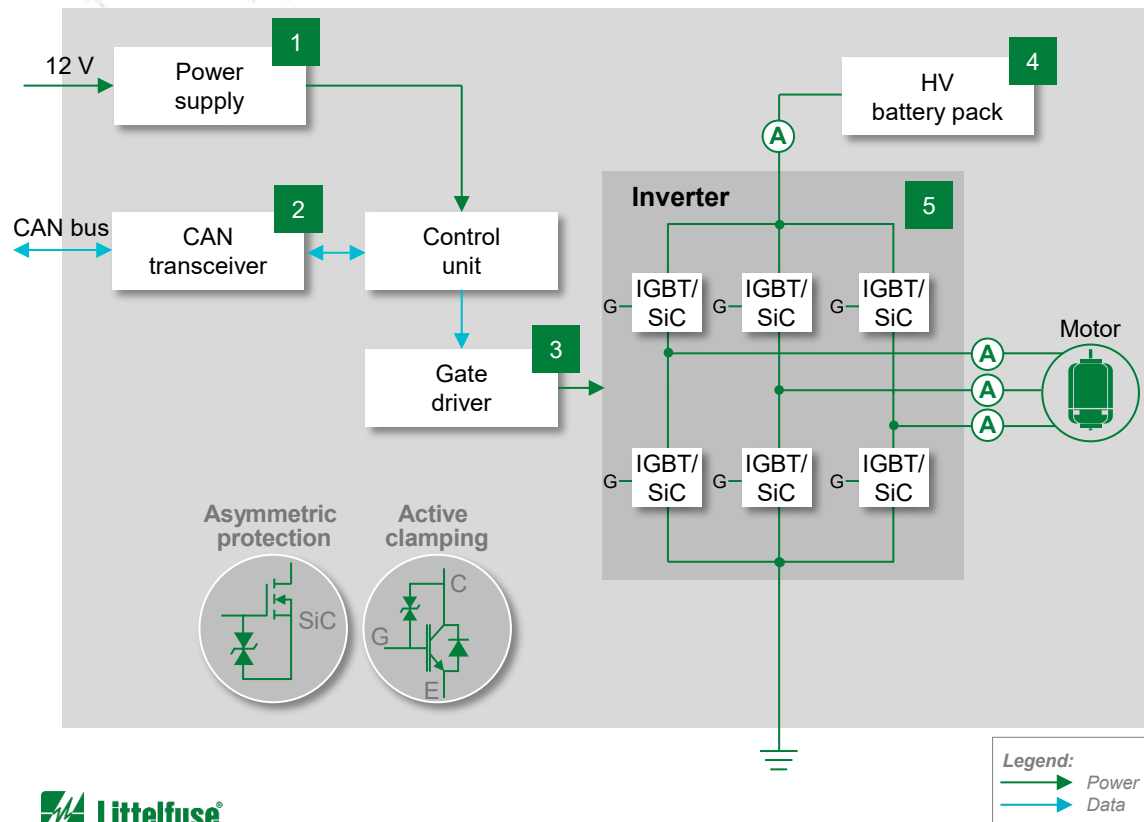 1
12 V
Power
supply
4
HV
battery pack
A
Inverter
5
2
CAN bus
CAN
transceiver
Control
unit
IGBT/
SiC
G
IGBT/
SiC
G
IGBT/
SiC
G
Motor
3
Gate
driver
A
A
A
IGBT/
SiC
G
IGBT/
SiC
G
IGBT/
SiC
G
Asymmetric
protection
SiC
Active
clamping
C
G
E
Legend:
Power
Data
Littelfuse®